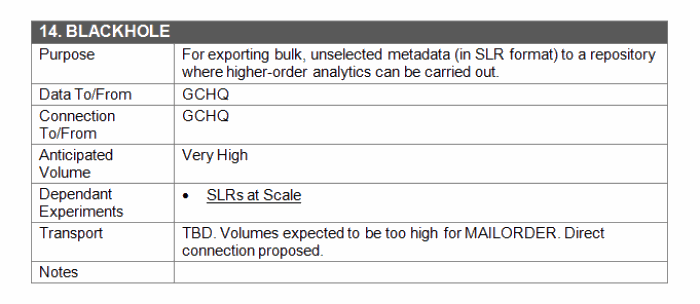 14. BLACKHOLE
Purpose
For exporting bulk, unselected metadata (in SLR format) to a repository
where higher-order analytics can be carried out.
Data To/From
GCHQ
Connection
To/From
GCHQ
Anticipated
Volume
Very High
Dependant
Experiments
• SLRs at Scale
Transport
TBD. Volumes expected to be too high for MAILORDER. Direct
connection proposed.
Notes